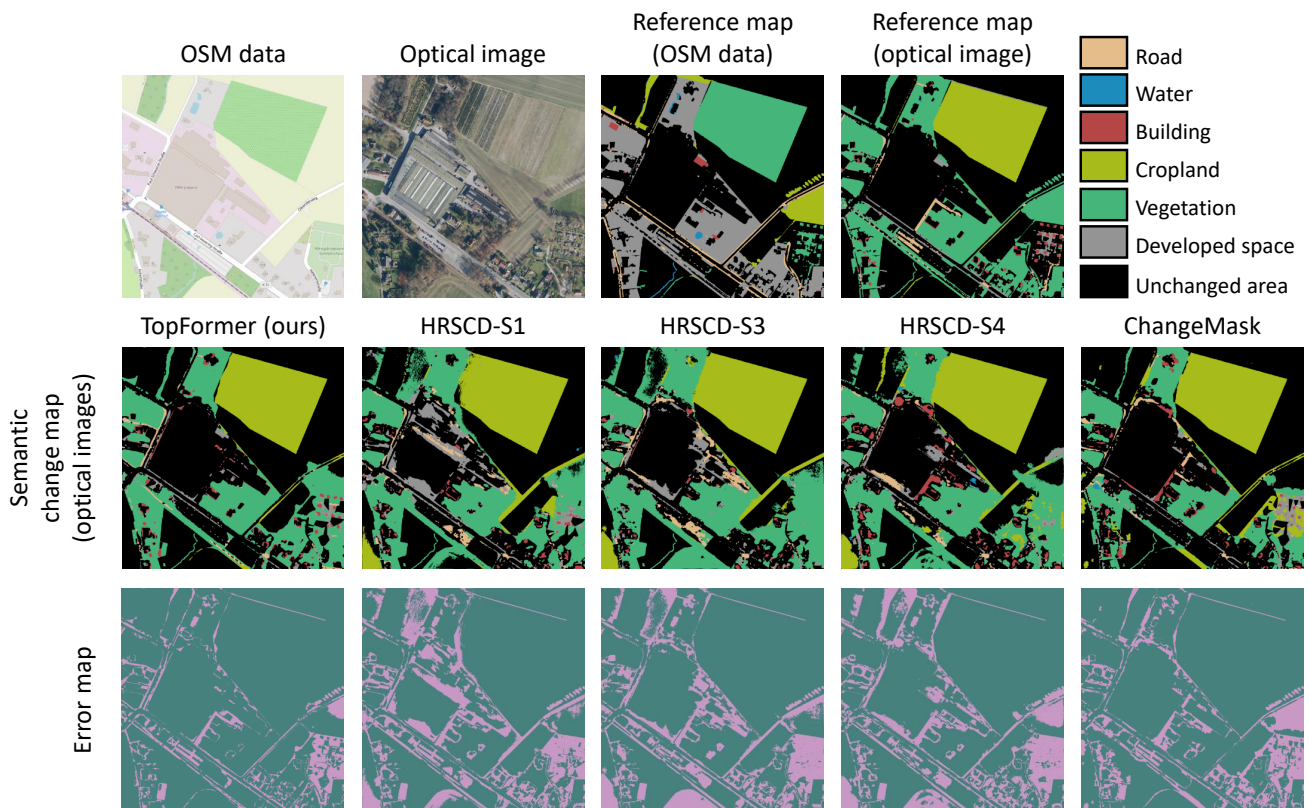 OSM data
Optical image
Reference map
(OSM data)
Reference map
(optical image)
Road
Water
Building
Cropland
Vegetation
Developed space
Unchanged area
TopFormer (ours)
HRSCD-S1
HRSCD-S3
HRSCD-S4
ChangeMask
Semantic
change map
(optical images)
Error map